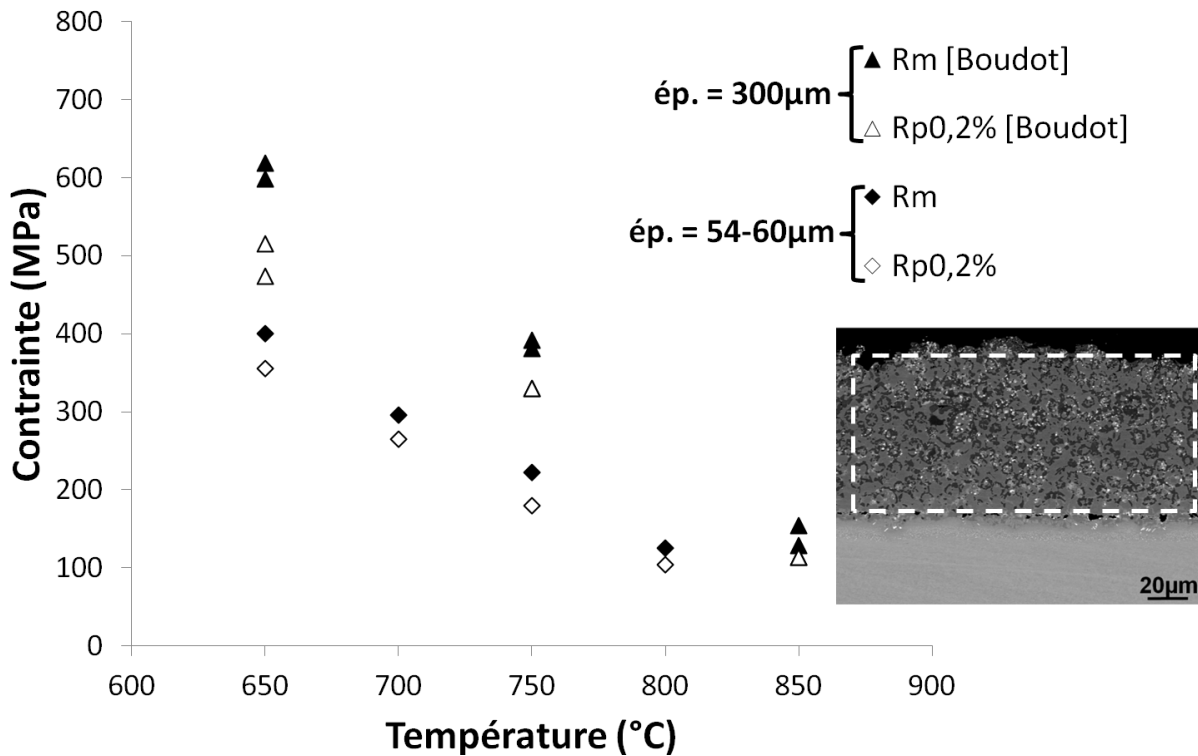 800
700
600
500
400
300
200
100
0
Contrainte (MPa)
600 650 700 750 800 850 900
Température (°C)
ép. = 300µm
Rm [Boudot]
Rp0,2% [Boudot]
ép. = 54-60µm
Rm
Rp0,2%
20µm